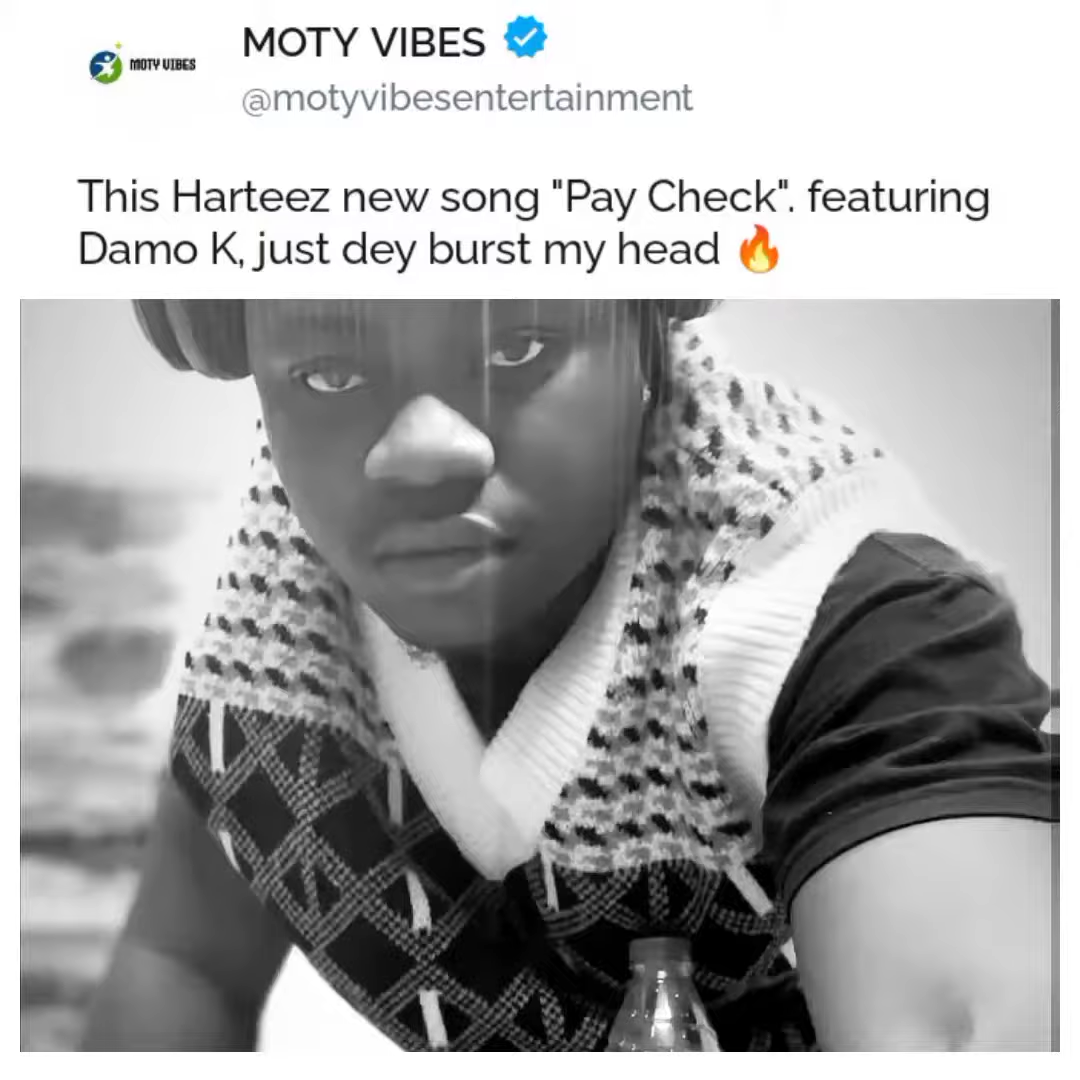 MOTY VIBES
MOTY VIBES
@motyvibesentertainment
This Harteez new song "Pay Check". featuring
Damo K, just dey burst my head 🔥